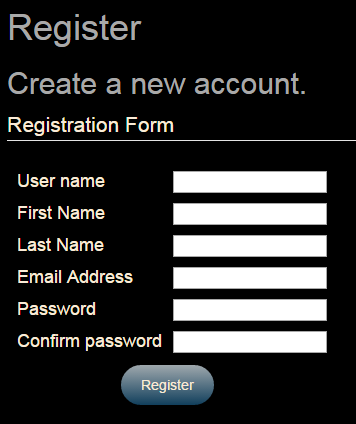 Register
Create a new account.
Registration Form
User name
First Name
Last Name
Email Address
Password
Confirm password
Register